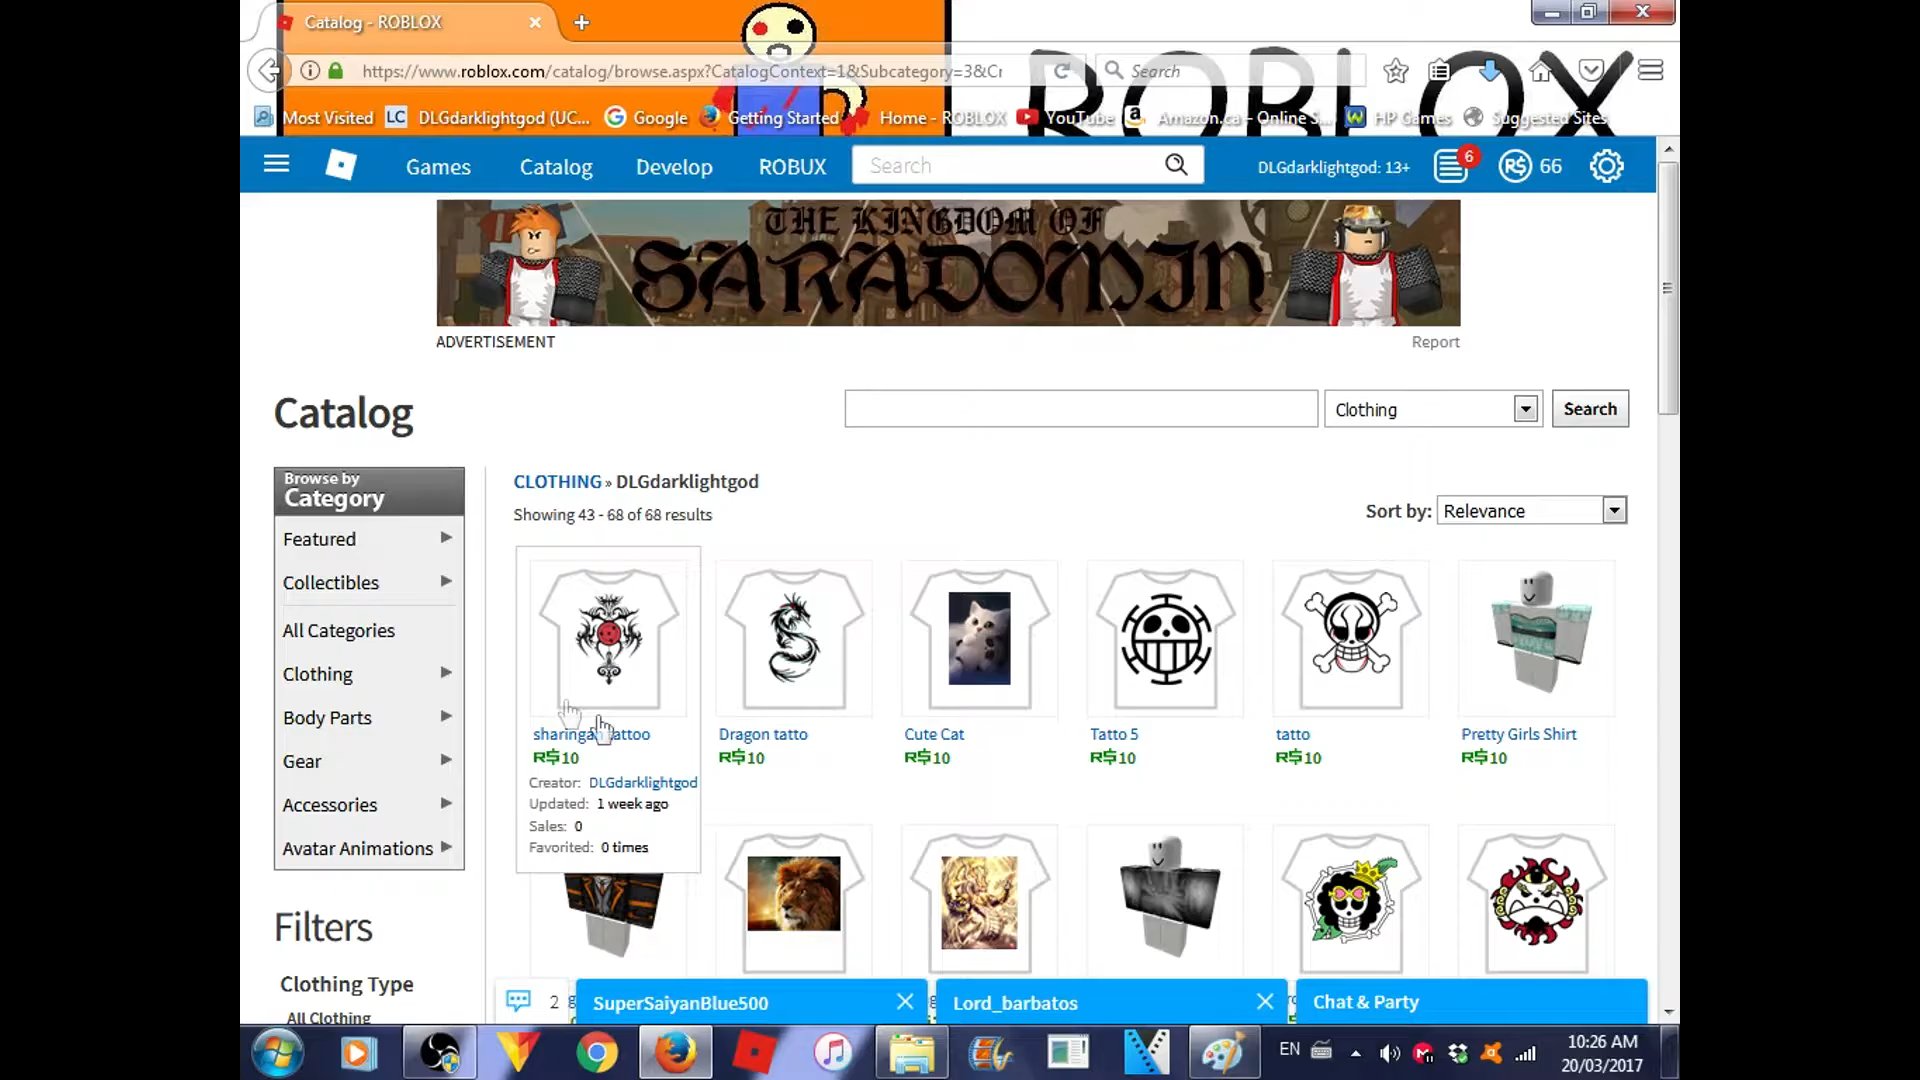 Catalog - ROBLOX
https://www.roblox.com/catalog/browse.aspx?CatalogContext=1&Subcategory=3&Cr
Search
ROBLOX
Most Visited
LC DLGdarklightgod (UC...
Google
Getting Started
Home - ROBLOX
YouTube
Amazon.ca – Online S...
HP Games
Suggested Sites
Games
Catalog
Develop
ROBUX
Search
DLGdarklightgod: 13+
6
R$ 66
THE KINGDOM OF
SARADOMIN
ADVERTISEMENT
Report
Catalog
Clothing
Search
Browse by
Category
Featured
Collectibles
All Categories
Clothing
Body Parts
Gear
Accessories
Avatar Animations
Filters
Clothing Type
All Clothing
CLOTHING » DLGdarklightgod
Showing 43 - 68 of 68 results
Sort by: Relevance
sharingan tattoo
R$10
Creator: DLGdarklightgod
Updated: 1 week ago
Sales: 0
Favorited: 0 times
Dragon tatto
R$10
Cute Cat
R$10
Tatto 5
R$10
tatto
R$10
Pretty Girls Shirt
R$10
2
SuperSaiyanBlue500
Lord_barbatos
Chat & Party
EN
10:26 AM
20/03/2017